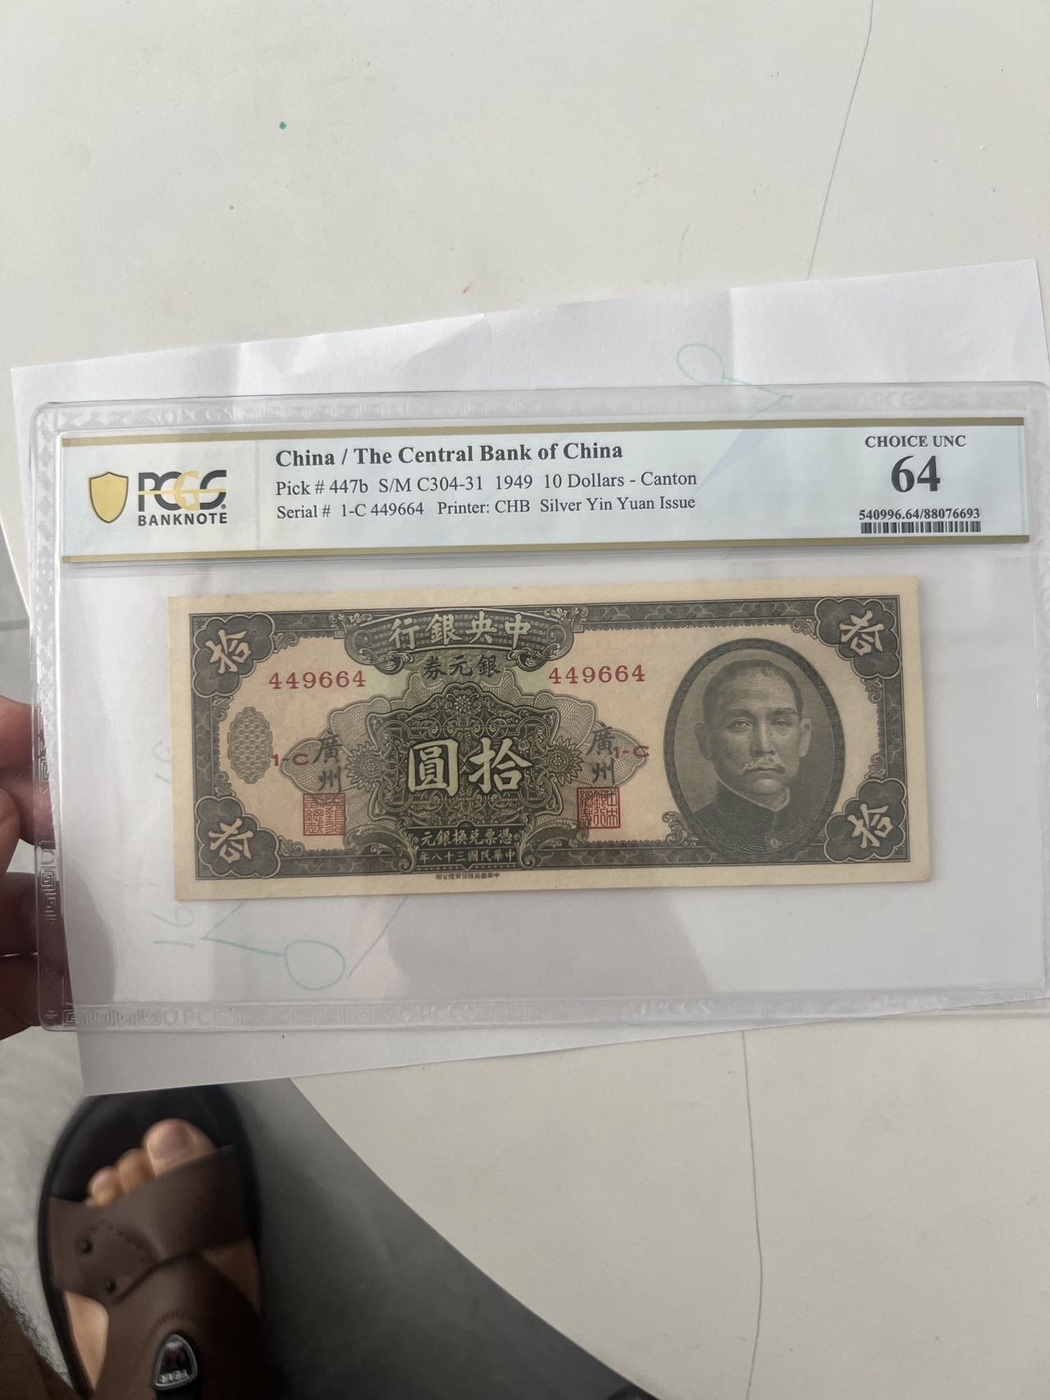 China / The Central Bank of China
Pick # 447b S/M C304-31 1949 10 Dollars - Canton
Serial # 1-C 449664 Printer: CHB Silver Yin Yuan Issue
PCGS
BANKNOTE
CHOICE UNC
64
540996.64/88076693
行銀央中
券元銀
449664 449664
拾 拾
1-C 廣州 圓拾 廣州 1-C
拾 拾
元銀換兌票憑
年八十三國民華中